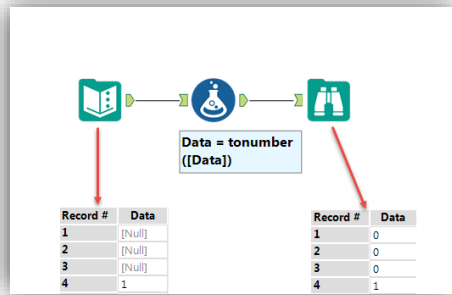 Data = tonumber
([Data])
Record # Data
1 [Null]
2 [Null]
3 [Null]
4 1
Record # Data
1 0
2 0
3 0
4 1